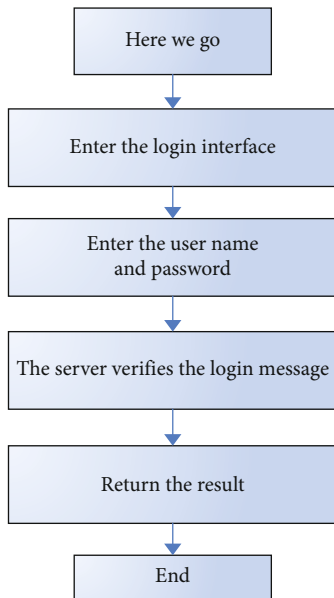 Here we go
Enter the login interface
Enter the user name
and password
The server verifies the login message
Return the result
End